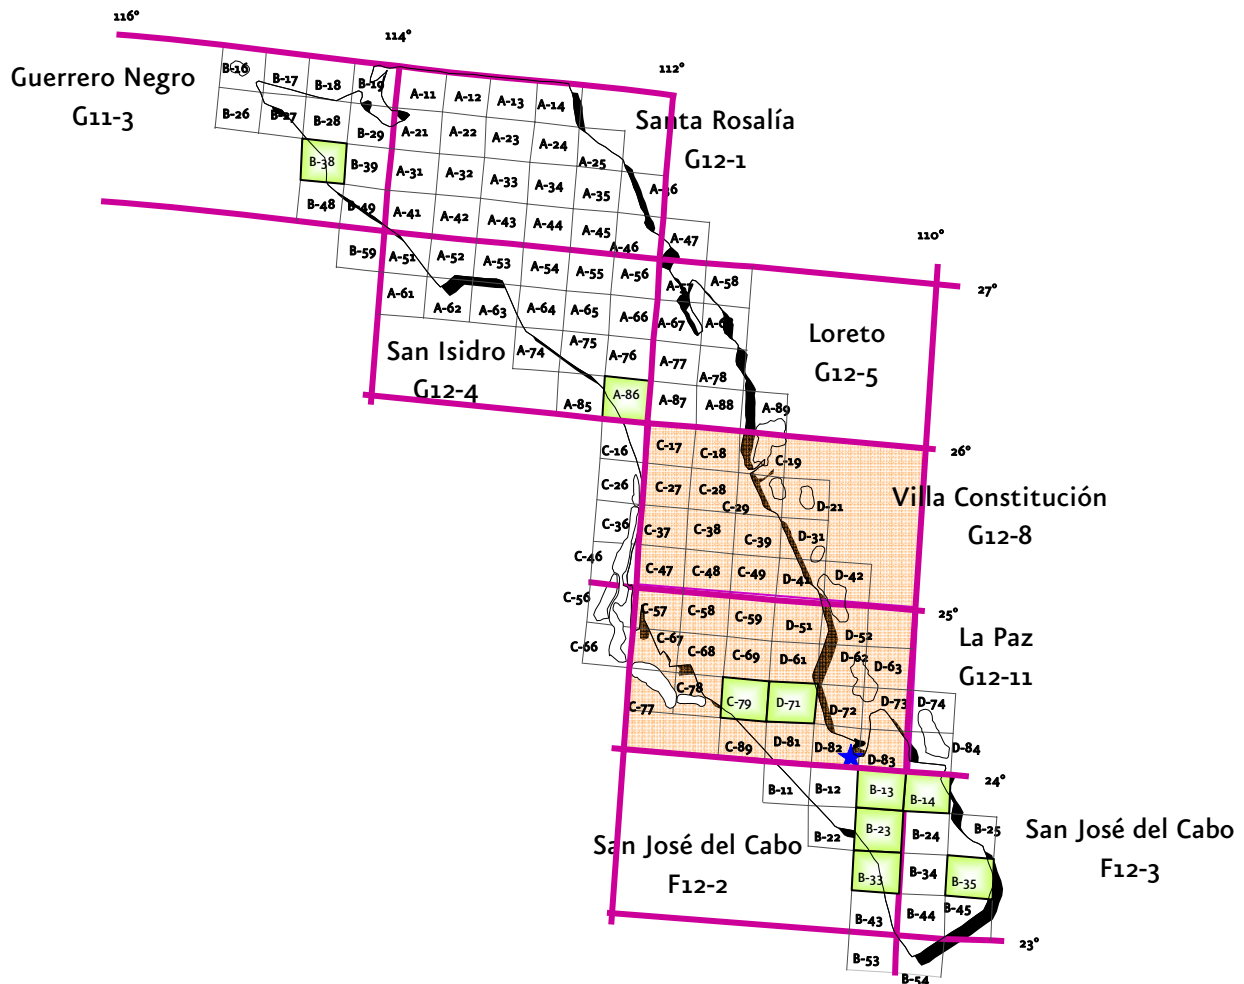 116°
114°
112°
Guerrero Negro
G11-3
B-16
B-17
B-18
B-19
A-11
A-12
A-13
A-14
Santa Rosalía
G12-1
B-26
B-27
B-28
B-29
A-21
A-22
A-23
A-24
A-25
B-38
B-39
A-31
A-32
A-33
A-34
A-35
A-36
B-48
B-49
A-41
A-42
A-43
A-44
A-45
A-46
A-47
110°
B-59
A-51
A-52
A-53
A-54
A-55
A-56
A-57
A-58
27°
A-61
A-62
A-63
A-64
A-65
A-66
A-67
Loreto
G12-5
San Isidro
G12-4
A-74
A-75
A-76
A-77
A-78
A-85
A-86
A-87
A-88
A-89
26°
C-16
C-17
C-18
C-19
C-26
C-27
C-28
C-29
D-21
Villa Constitución
G12-8
C-36
C-37
C-38
C-39
D-31
C-46
C-47
C-48
C-49
D-41
D-42
25°
C-56
C-57
C-58
C-59
D-51
D-52
La Paz
G12-11
C-66
C-67
C-68
C-69
D-61
D-62
D-63
C-77
C-78
C-79
D-71
D-72
D-73
D-74
C-89
D-81
D-82
D-83
D-84
24°
B-11
B-12
B-13
B-14
San José del Cabo
F12-2
B-22
B-23
B-24
B-25
San José del Cabo
F12-3
B-33
B-34
B-35
B-43
B-44
B-45
23°
B-53
B-54